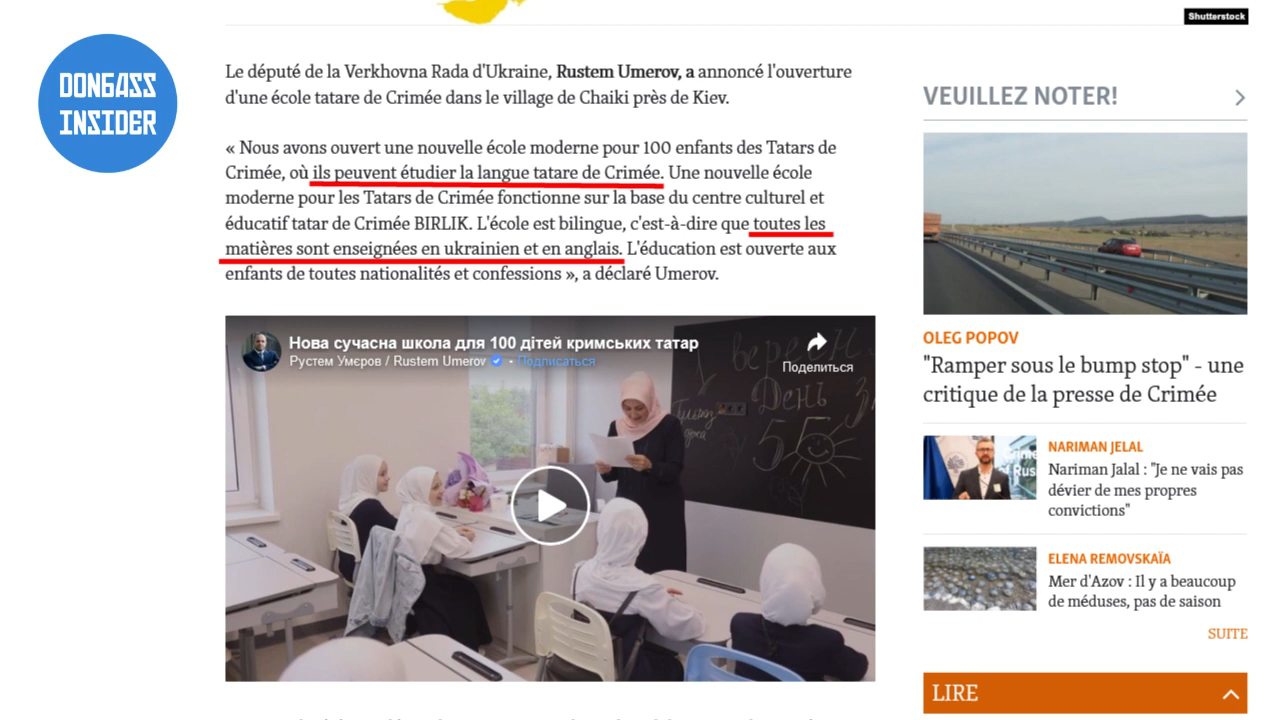 Shutterstock
DONBASS
INSIDER
Le député de la Verkhovna Rada d'Ukraine, Rustem Umerov, a annoncé l'ouverture
d'une école tatare de Crimée dans le village de Chaiki près de Kiev.
« Nous avons ouvert une nouvelle école moderne pour 100 enfants des Tatars de
Crimée, où ils peuvent étudier la langue tatare de Crimée. Une nouvelle école
moderne pour les Tatars de Crimée fonctionne sur la base du centre culturel et
éducatif tatar de Crimée BIRLIK. L'école est bilingue, c'est-à-dire que toutes les
matières sont enseignées en ukrainien et en anglais. L'éducation est ouverte aux
enfants de toutes nationalités et confessions », a déclaré Umerov.
Нова сучасна школа для 100 дітей кримських татар
Рустем Умєров / Rustem Umerov • Подписаться
Поделиться
верес
День
55
VEUILLEZ NOTER!
OLEG POPOV
"Ramper sous le bump stop" - une
critique de la presse de Crimée
NARIMAN JELAL
Nariman Jalal : "Je ne vais pas
dévier de mes propres
convictions"
ELENA REMOVSKAÏA
Mer d'Azov : Il y a beaucoup
de méduses, pas de saison
SUITE
LIRE